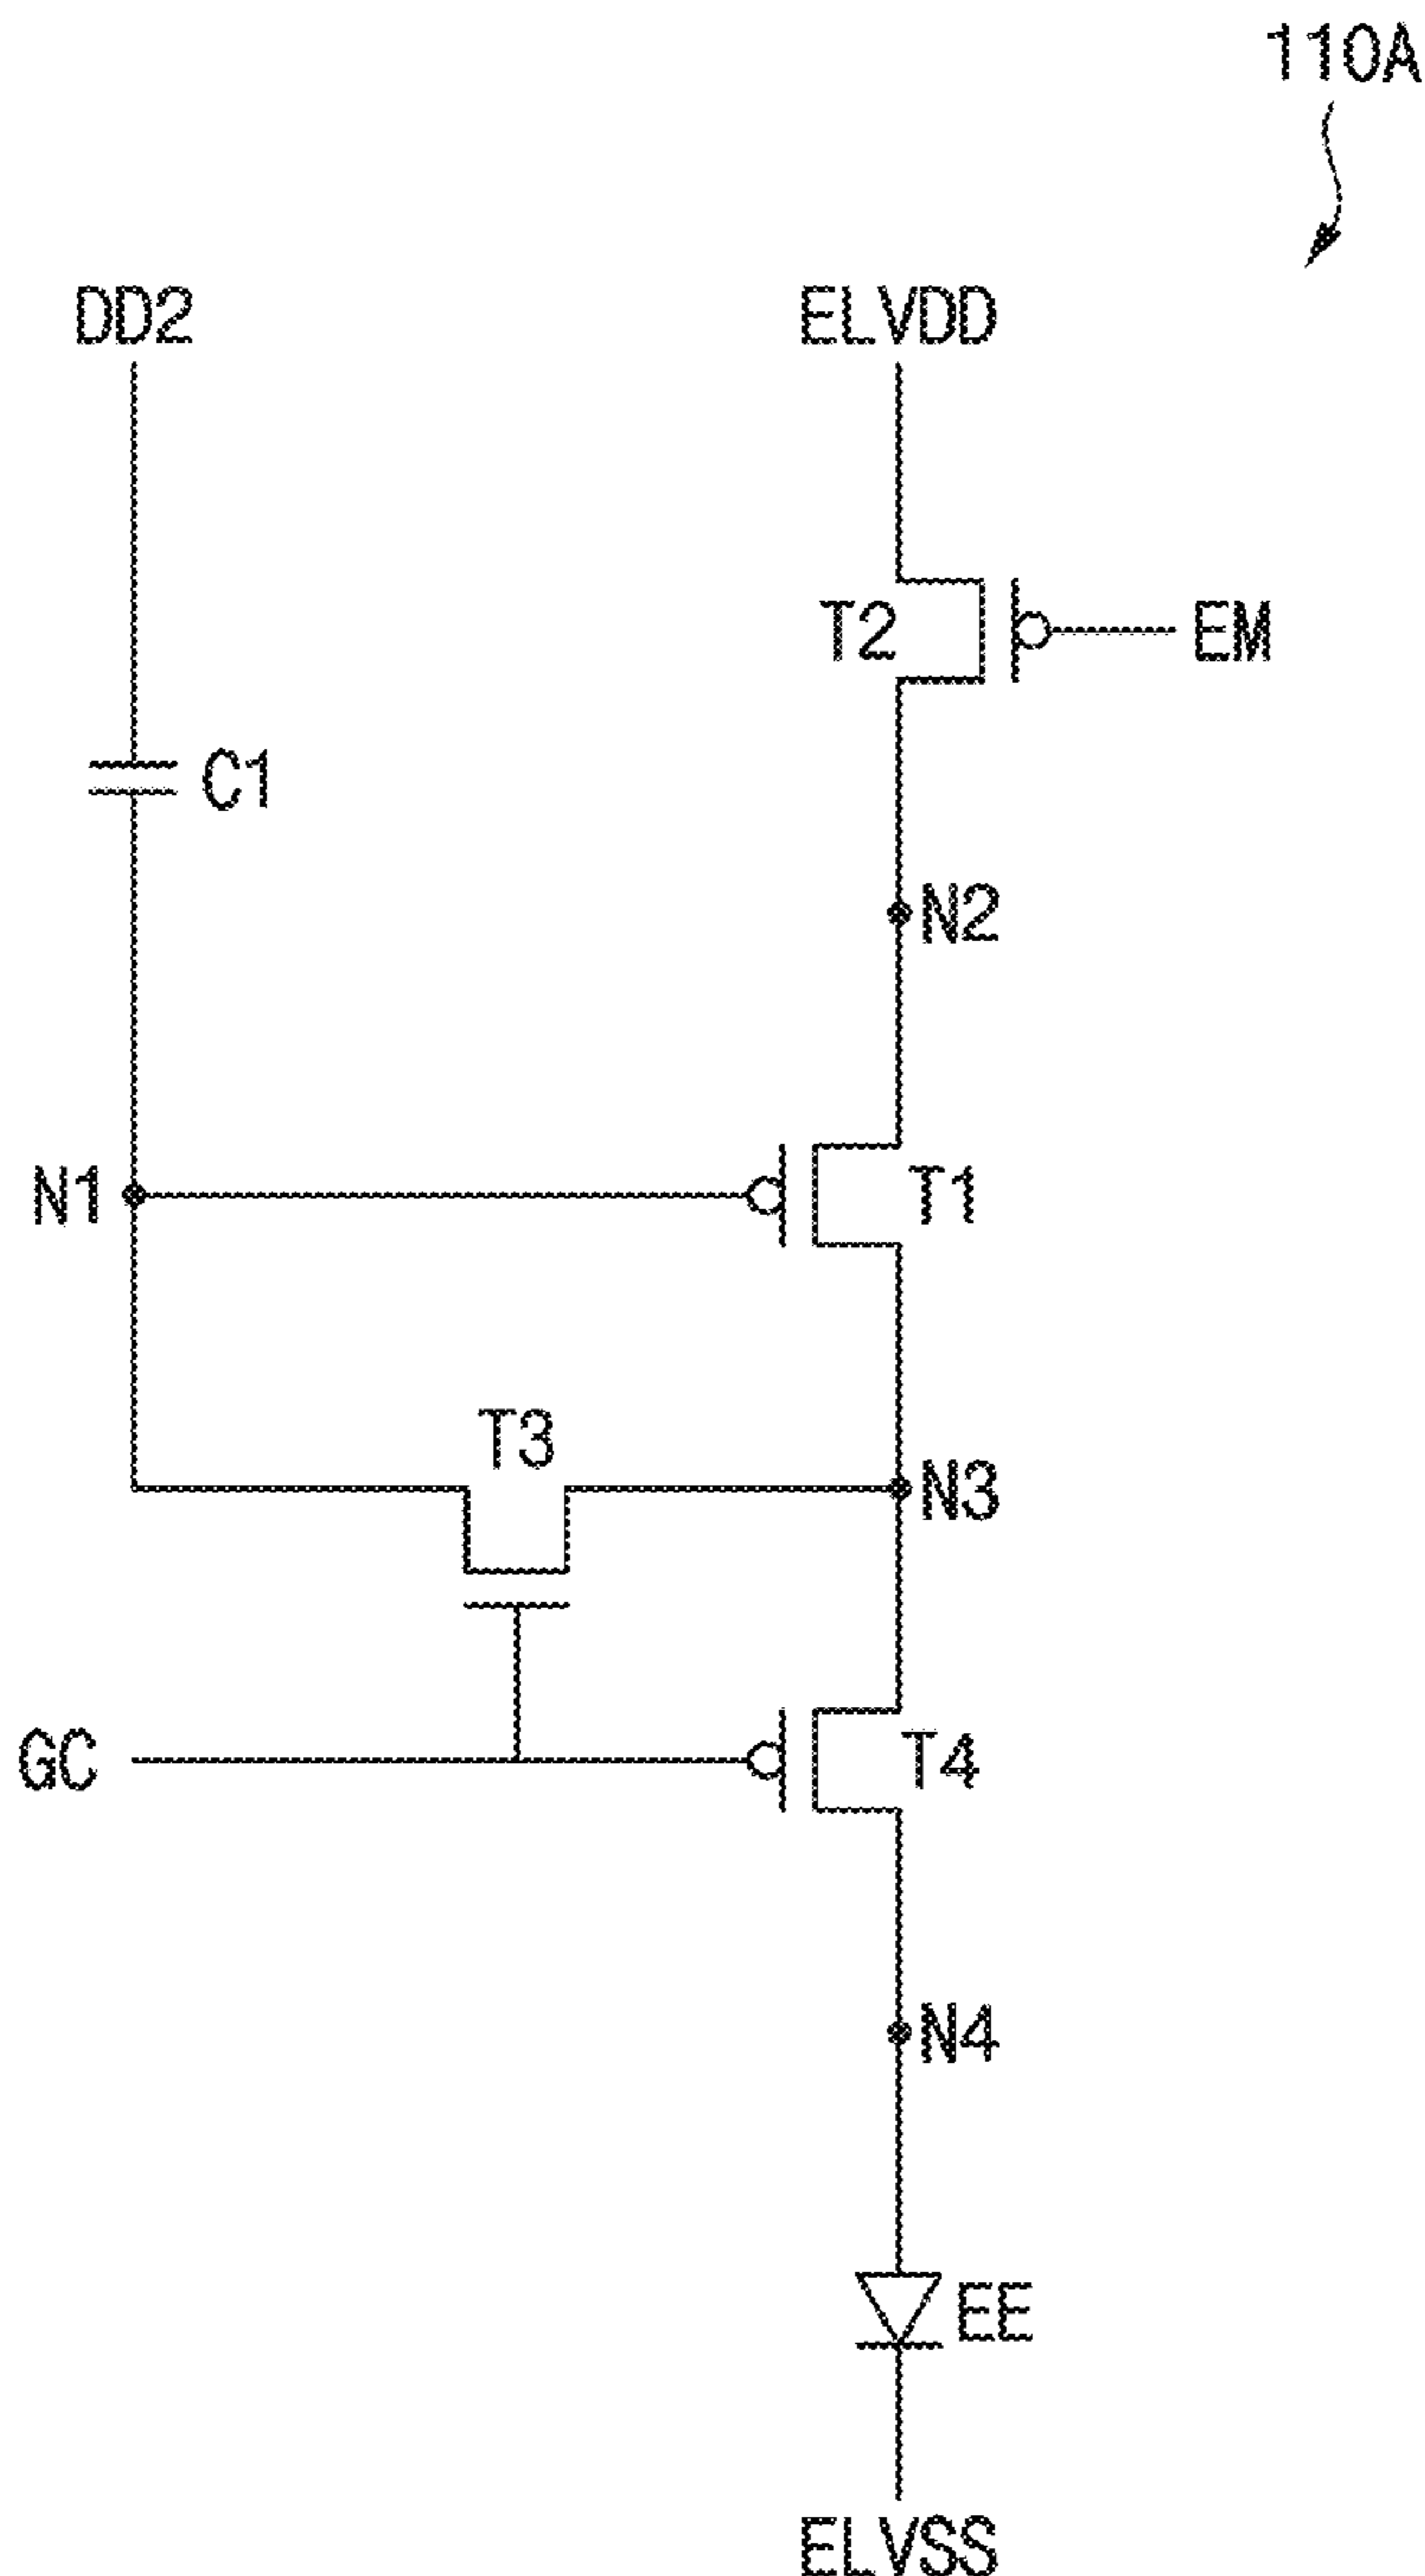 110A
DD2
ELVDD
T2
EM
C1
N2
N1
T1
T3
N3
GC
T4
N4
EE
ELVSS